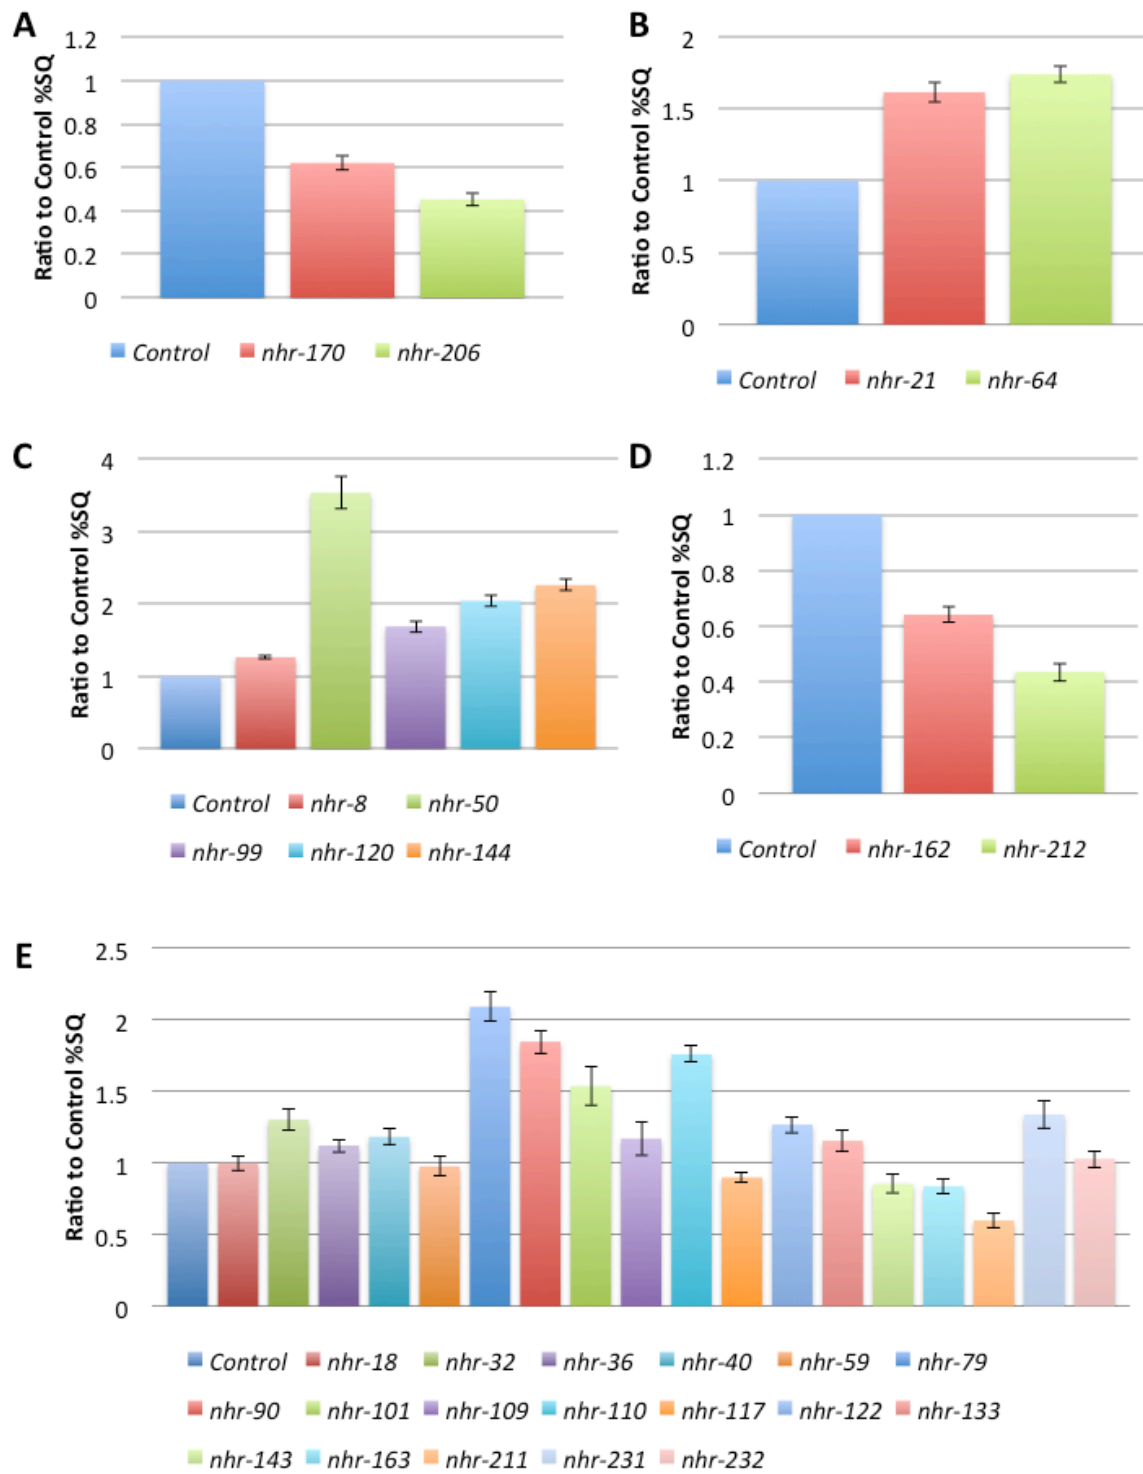 A
Ratio to Control %SQ
1.2
1
0.8
0.6
0.4
0.2
0
Control nhr-170 nhr-206
B
Ratio to Control %SQ
2
1.5
1
0.5
0
Control nhr-21 nhr-64
C
Ratio to Control %SQ
4
3
2
1
0
Control nhr-8 nhr-50
nhr-99 nhr-120 nhr-144
D
Ratio to Control %SQ
1.2
1
0.8
0.6
0.4
0.2
0
Control nhr-162 nhr-212
E
Ratio to Control %SQ
2.5
2
1.5
1
0.5
0
Control nhr-18 nhr-32 nhr-36 nhr-40 nhr-59 nhr-79
nhr-90 nhr-101 nhr-109 nhr-110 nhr-117 nhr-122 nhr-133
nhr-143 nhr-163 nhr-211 nhr-231 nhr-232